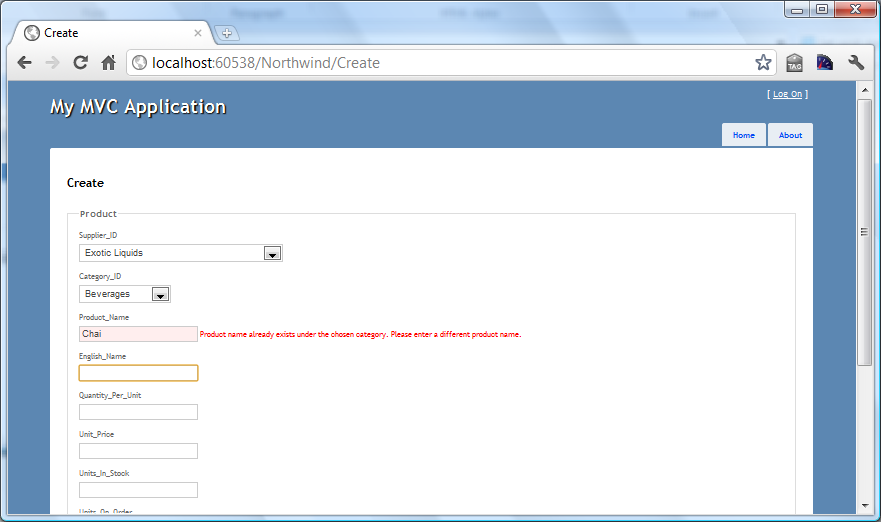 Create
localhost:60538/Northwind/Create
TAG
[ Log On ]
My MVC Application
Home About
Create
Product
Supplier_ID
Exotic Liquids
Category_ID
Beverages
Product_Name
Chai Product name already exists under the chosen category. Please enter a different product name.
English_Name
Quantity_Per_Unit
Unit_Price
Units_In_Stock
Units_On_Order